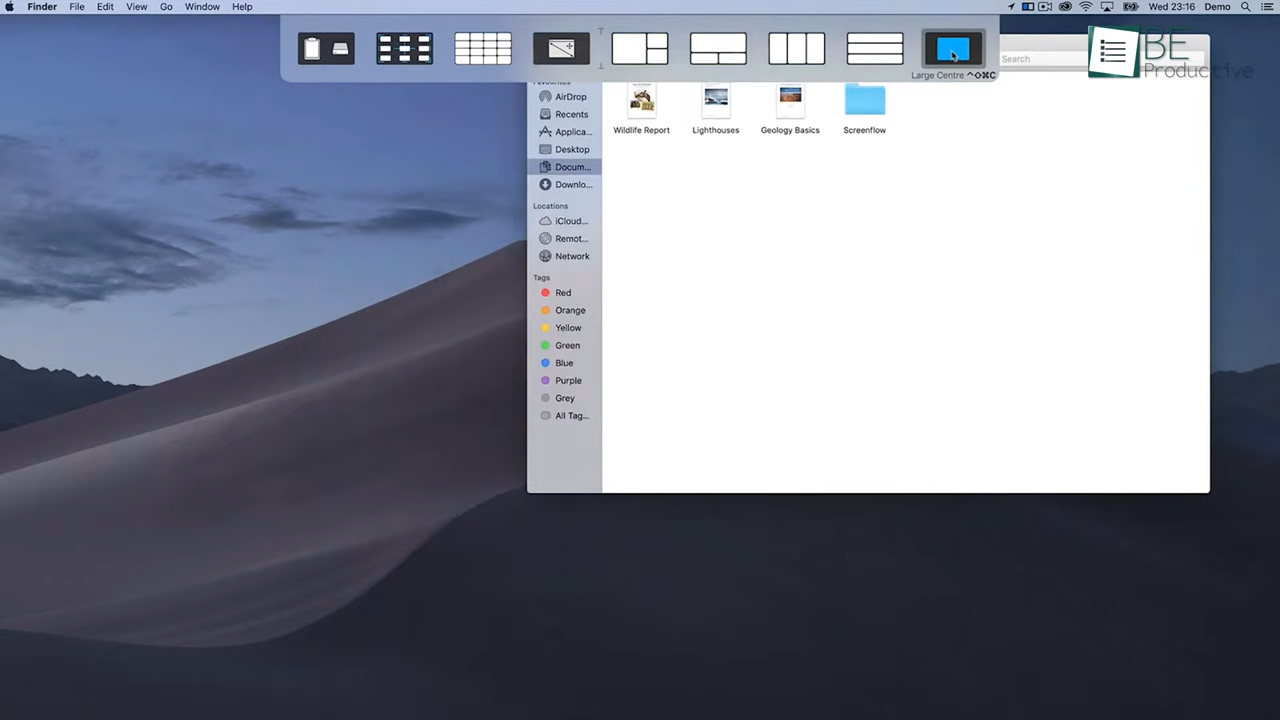 Finder File Edit View Go Window Help Wed 23:16 Demo
BE
Productive
Search
Large Centre ^⇧⌘C
Favourites
AirDrop
Recents
Applica...
Desktop
Docum...
Downlo...
Locations
iCloud...
Remot...
Network
Tags
Red
Orange
Yellow
Green
Blue
Purple
Grey
All Tag...
Wildlife Report
Lighthouses
Geology Basics
Screenflow